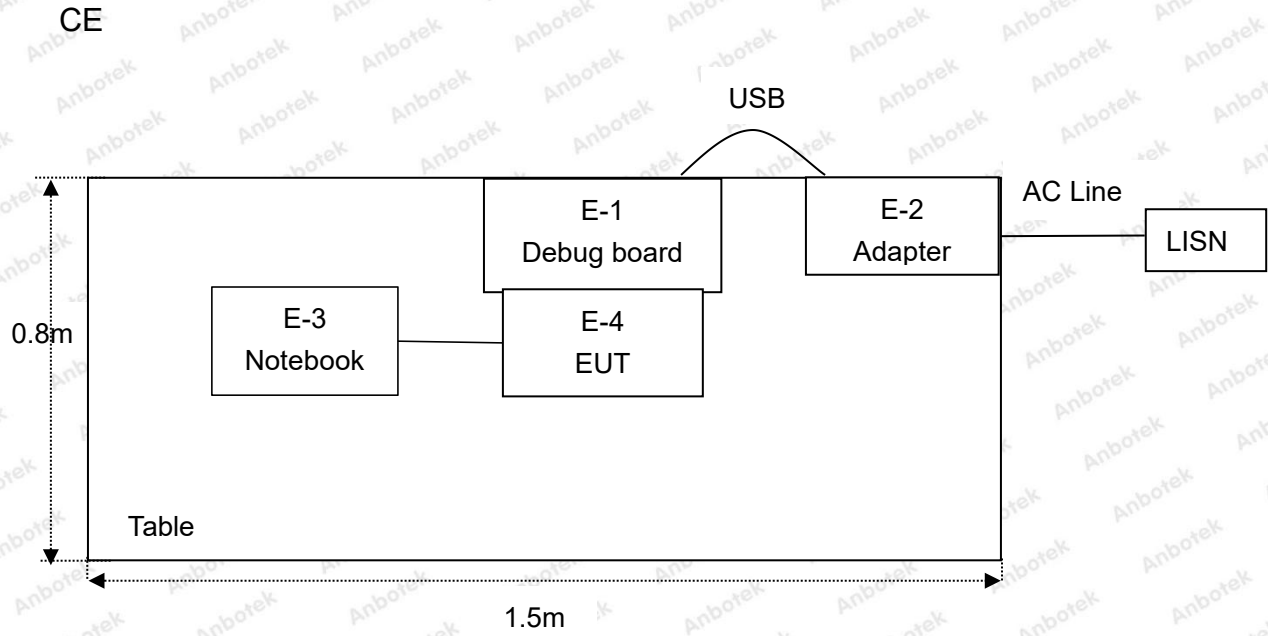 CE
USB
E-1
Debug board
E-2
Adapter
AC Line
LISN
E-3
Notebook
E-4
EUT
0.8m
Table
1.5m
Anbotek